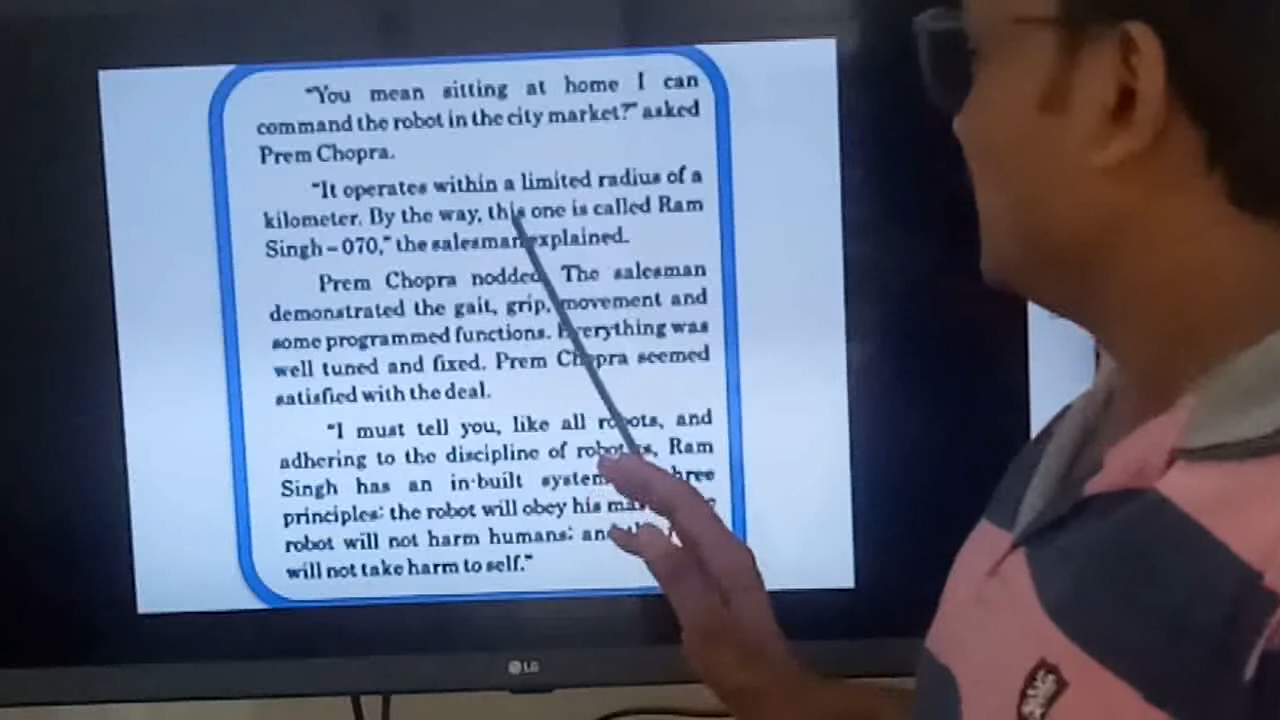 "You mean sitting at home I can
command the robot in the city market?" asked
Prem Chopra.
"It operates within a limited radius of a
kilometer. By the way, this one is called Ram
Singh – 070," the salesman explained.
Prem Chopra nodded. The salesman
demonstrated the gait, grip, movement and
some programmed functions. Everything was
well tuned and fixed. Prem Chopra seemed
satisfied with the deal.
"I must tell you, like all robots, and
adhering to the discipline of robotics, Ram
Singh has an in-built system three
principles: the robot will obey his
robot will not harm humans; and
will not take harm to self."
LG